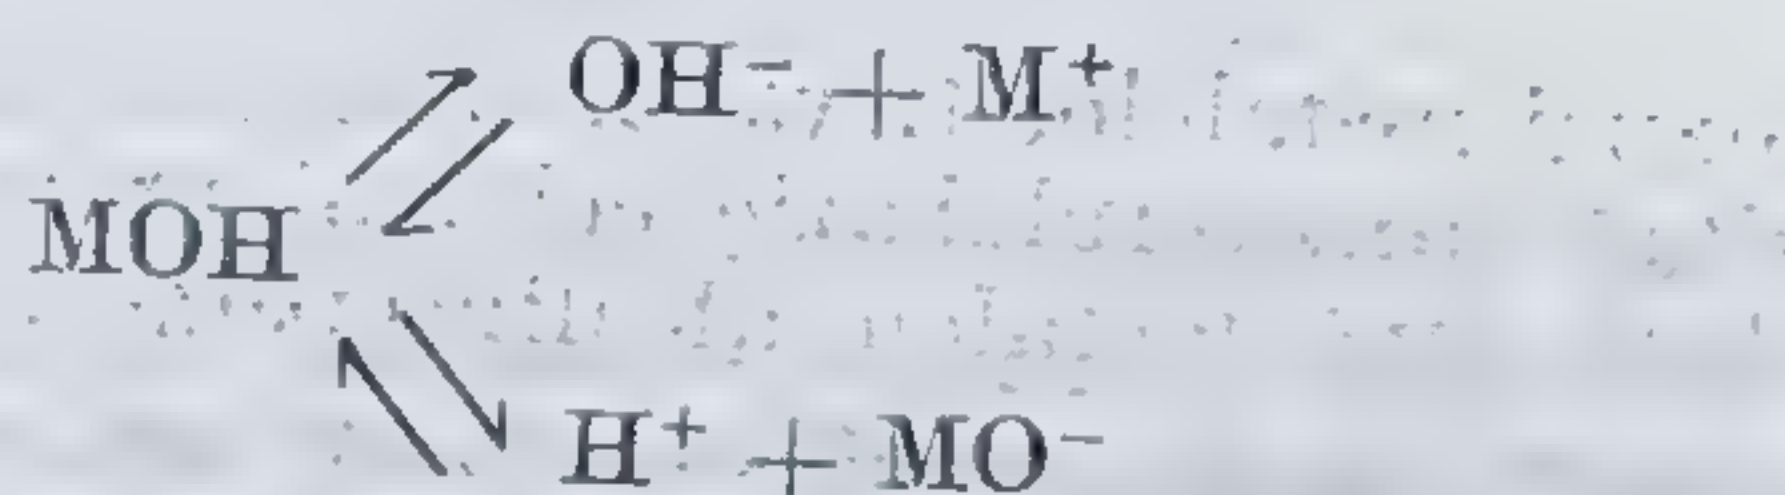 OH⁻ + M⁺
MOH
H⁺ + MO⁻